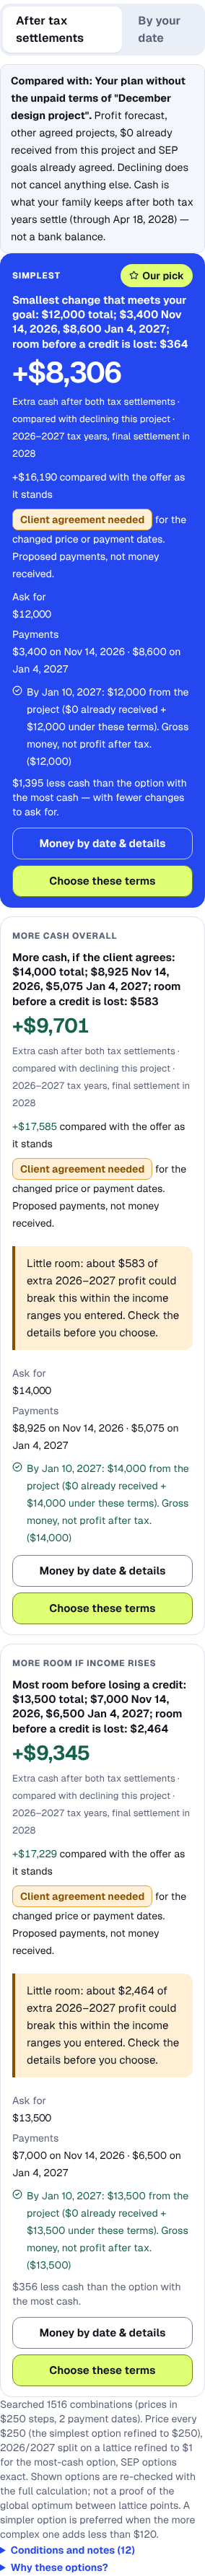 After tax
settlements
By your
date
Compared with: Your plan without
the unpaid terms of "December
design project". Profit forecast,
other agreed projects, $0 already
received from this project and SEP
goals already agreed. Declining does
not cancel anything else. Cash is
what your family keeps after both tax
years settle (through Apr 18, 2028) —
not a bank balance.
SIMPLEST
Our pick
Smallest change that meets your
goal: $12,000 total; $3,400 Nov
14, 2026, $8,600 Jan 4, 2027;
room before a credit is lost: $364
+$8,306
Extra cash after both tax settlements ·
compared with declining this project ·
2026–2027 tax years, final settlement in
2028
+$16,190 compared with the offer as
it stands
Client agreement needed for the
changed price or payment dates.
Proposed payments, not money
received.
Ask for
$12,000
Payments
$3,400 on Nov 14, 2026 · $8,600 on
Jan 4, 2027
By Jan 10, 2027: $12,000 from the
project ($0 already received +
$12,000 under these terms). Gross
money, not profit after tax.
($12,000)
$1,395 less cash than the option with
the most cash — with fewer changes
to ask for.
Money by date & details
Choose these terms
MORE CASH OVERALL
More cash, if the client agrees:
$14,000 total; $8,925 Nov 14,
2026, $5,075 Jan 4, 2027; room
before a credit is lost: $583
+$9,701
Extra cash after both tax settlements ·
compared with declining this project ·
2026–2027 tax years, final settlement in
2028
+$17,585 compared with the offer as
it stands
Client agreement needed for the
changed price or payment dates.
Proposed payments, not money
received.
Little room: about $583 of
extra 2026–2027 profit could
break this within the income
ranges you entered. Check the
details before you choose.
Ask for
$14,000
Payments
$8,925 on Nov 14, 2026 · $5,075 on
Jan 4, 2027
By Jan 10, 2027: $14,000 from the
project ($0 already received +
$14,000 under these terms). Gross
money, not profit after tax.
($14,000)
Money by date & details
Choose these terms
MORE ROOM IF INCOME RISES
Most room before losing a credit:
$13,500 total; $7,000 Nov 14,
2026, $6,500 Jan 4, 2027; room
before a credit is lost: $2,464
+$9,345
Extra cash after both tax settlements ·
compared with declining this project ·
2026–2027 tax years, final settlement in
2028
+$17,229 compared with the offer as
it stands
Client agreement needed for the
changed price or payment dates.
Proposed payments, not money
received.
Little room: about $2,464 of
extra 2026–2027 profit could
break this within the income
ranges you entered. Check the
details before you choose.
Ask for
$13,500
Payments
$7,000 on Nov 14, 2026 · $6,500 on
Jan 4, 2027
By Jan 10, 2027: $13,500 from the
project ($0 already received +
$13,500 under these terms). Gross
money, not profit after tax.
($13,500)
$356 less cash than the option with
the most cash.
Money by date & details
Choose these terms
Searched 1516 combinations (prices in
$250 steps, 2 payment dates). Price every
$250 (the simplest option refined to $250),
2026/2027 split on a lattice refined to $1
for the most-cash option, SEP options
exact. Shown options are re-checked with
the full calculation; not a proof of the
global optimum between lattice points. A
simpler option is preferred when the more
complex one adds less than $120.
Conditions and notes (12)
Why these options?